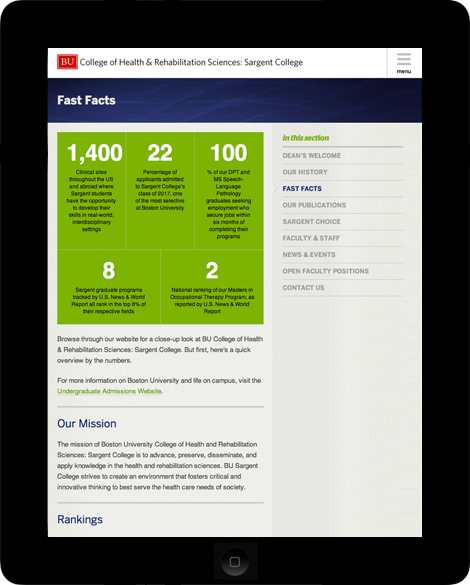 BU College of Health & Rehabilitation Sciences: Sargent College
menu
Fast Facts
1,400
Clinical sites
throughout the US
and abroad where
Sargent students
have the opportunity
to develop their
skills in real-world,
interdisciplinary
settings
22
Percentage of
applicants admitted
to Sargent College's
class of 2017, one
of the most selective
at Boston University
100
% of our DPT and
MS Speech-
Language
Pathology
graduates seeking
employment who
secure jobs within
six months of
completing their
programs
8
Sargent graduate programs
tracked by U.S. News & World
Report all rank in the top 8% of
their respective fields
2
National ranking of our Masters in
Occupational Therapy Program, as
reported by U.S. News & World
Report
Browse through our website for a close-up look at BU College of Health
& Rehabilitation Sciences: Sargent College. But first, here's a quick
overview by the numbers.
For more information on Boston University and life on campus, visit the
Undergraduate Admissions Website.
Our Mission
The mission of Boston University College of Health and Rehabilitation
Sciences: Sargent College is to advance, preserve, disseminate, and
apply knowledge in the health and rehabilitation sciences. BU Sargent
College strives to create an environment that fosters critical and
innovative thinking to best serve the health care needs of society.
Rankings
In this section
DEAN'S WELCOME
OUR HISTORY
FAST FACTS
OUR PUBLICATIONS
SARGENT CHOICE
FACULTY & STAFF
NEWS & EVENTS
OPEN FACULTY POSITIONS
CONTACT US